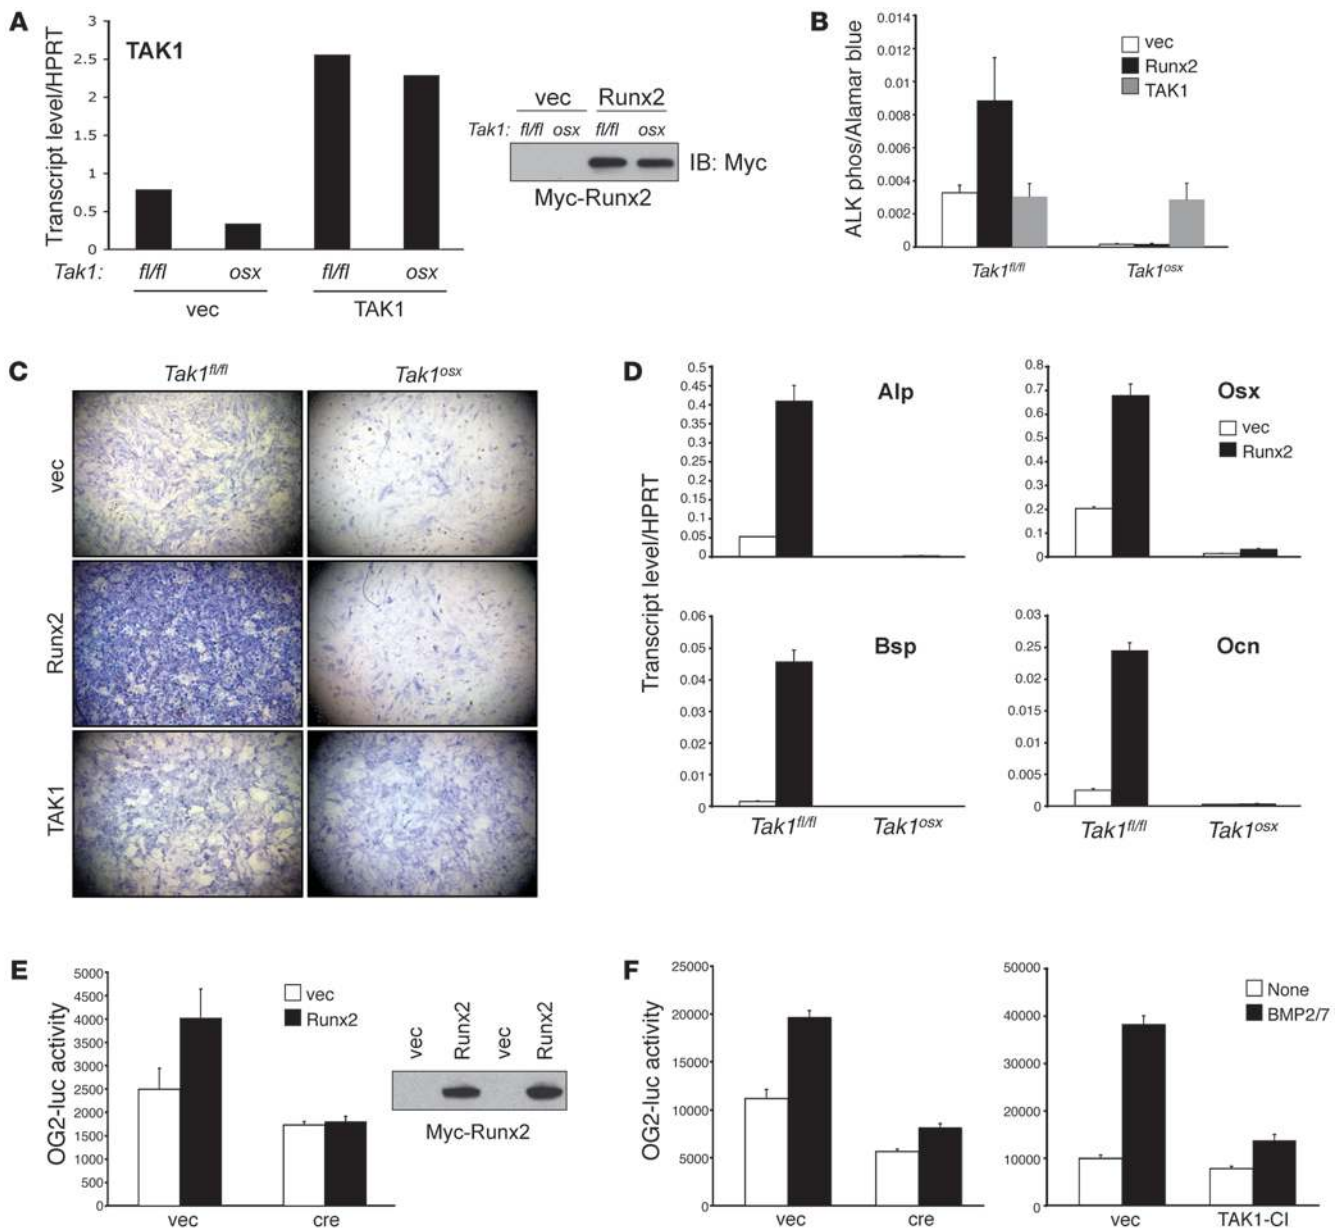 A
TAK1
Transcript level/HPRT
3
2.5
2
1.5
1
0.5
0
Tak1: fl/fl osx fl/fl osx
vec TAK1
vec Runx2
Tak1: fl/fl osx fl/fl osx
IB: Myc
Myc-Runx2
B
ALK phos/Alamar blue
0.014
0.012
0.01
0.008
0.006
0.004
0.002
0
vec
Runx2
TAK1
Tak1fl/fl Tak1osx
C
Tak1fl/fl Tak1osx
vec
Runx2
TAK1
D
Transcript level/HPRT
Alp
0.5
0.45
0.4
0.35
0.3
0.25
0.2
0.15
0.1
0.05
0
Osx
0.8
0.7
0.6
0.5
0.4
0.3
0.2
0.1
0
vec
Runx2
Bsp
0.06
0.05
0.04
0.03
0.02
0.01
0
Tak1fl/fl Tak1osx
Ocn
0.03
0.25
0.02
0.015
0.01
0.005
0
Tak1fl/fl Tak1osx
E
OG2-luc activity
5000
4500
4000
3500
3000
2500
2000
1500
1000
500
0
vec
Runx2
vec cre
vec Runx2 vec Runx2
Myc-Runx2
F
OG2-luc activity
25000
20000
15000
10000
5000
0
vec cre
50000
40000
30000
20000
10000
0
None
BMP2/7
vec TAK1-CI